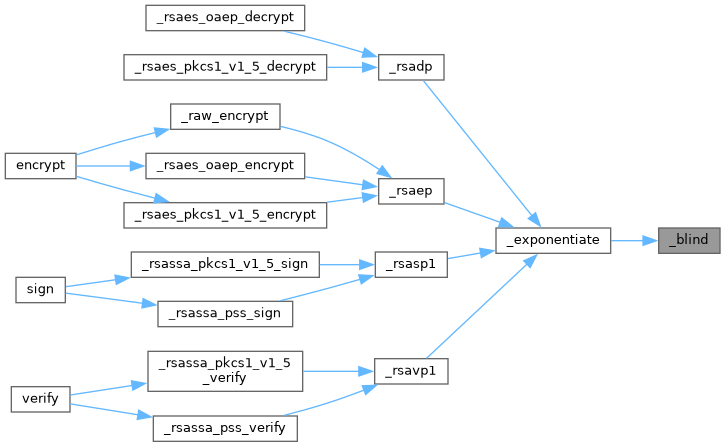 _rsaes_oaep_decrypt
_rsaes_pkcs1_v1_5_decrypt
_rsadp
_raw_encrypt
encrypt
_rsaes_oaep_encrypt
_rsaep
_rsaes_pkcs1_v1_5_encrypt
_exponentiate
_blind
_rsassa_pkcs1_v1_5_sign
_rsasp1
sign
_rsassa_pss_sign
_rsassa_pkcs1_v1_5
_verify
_rsavp1
verify
_rsassa_pss_verify